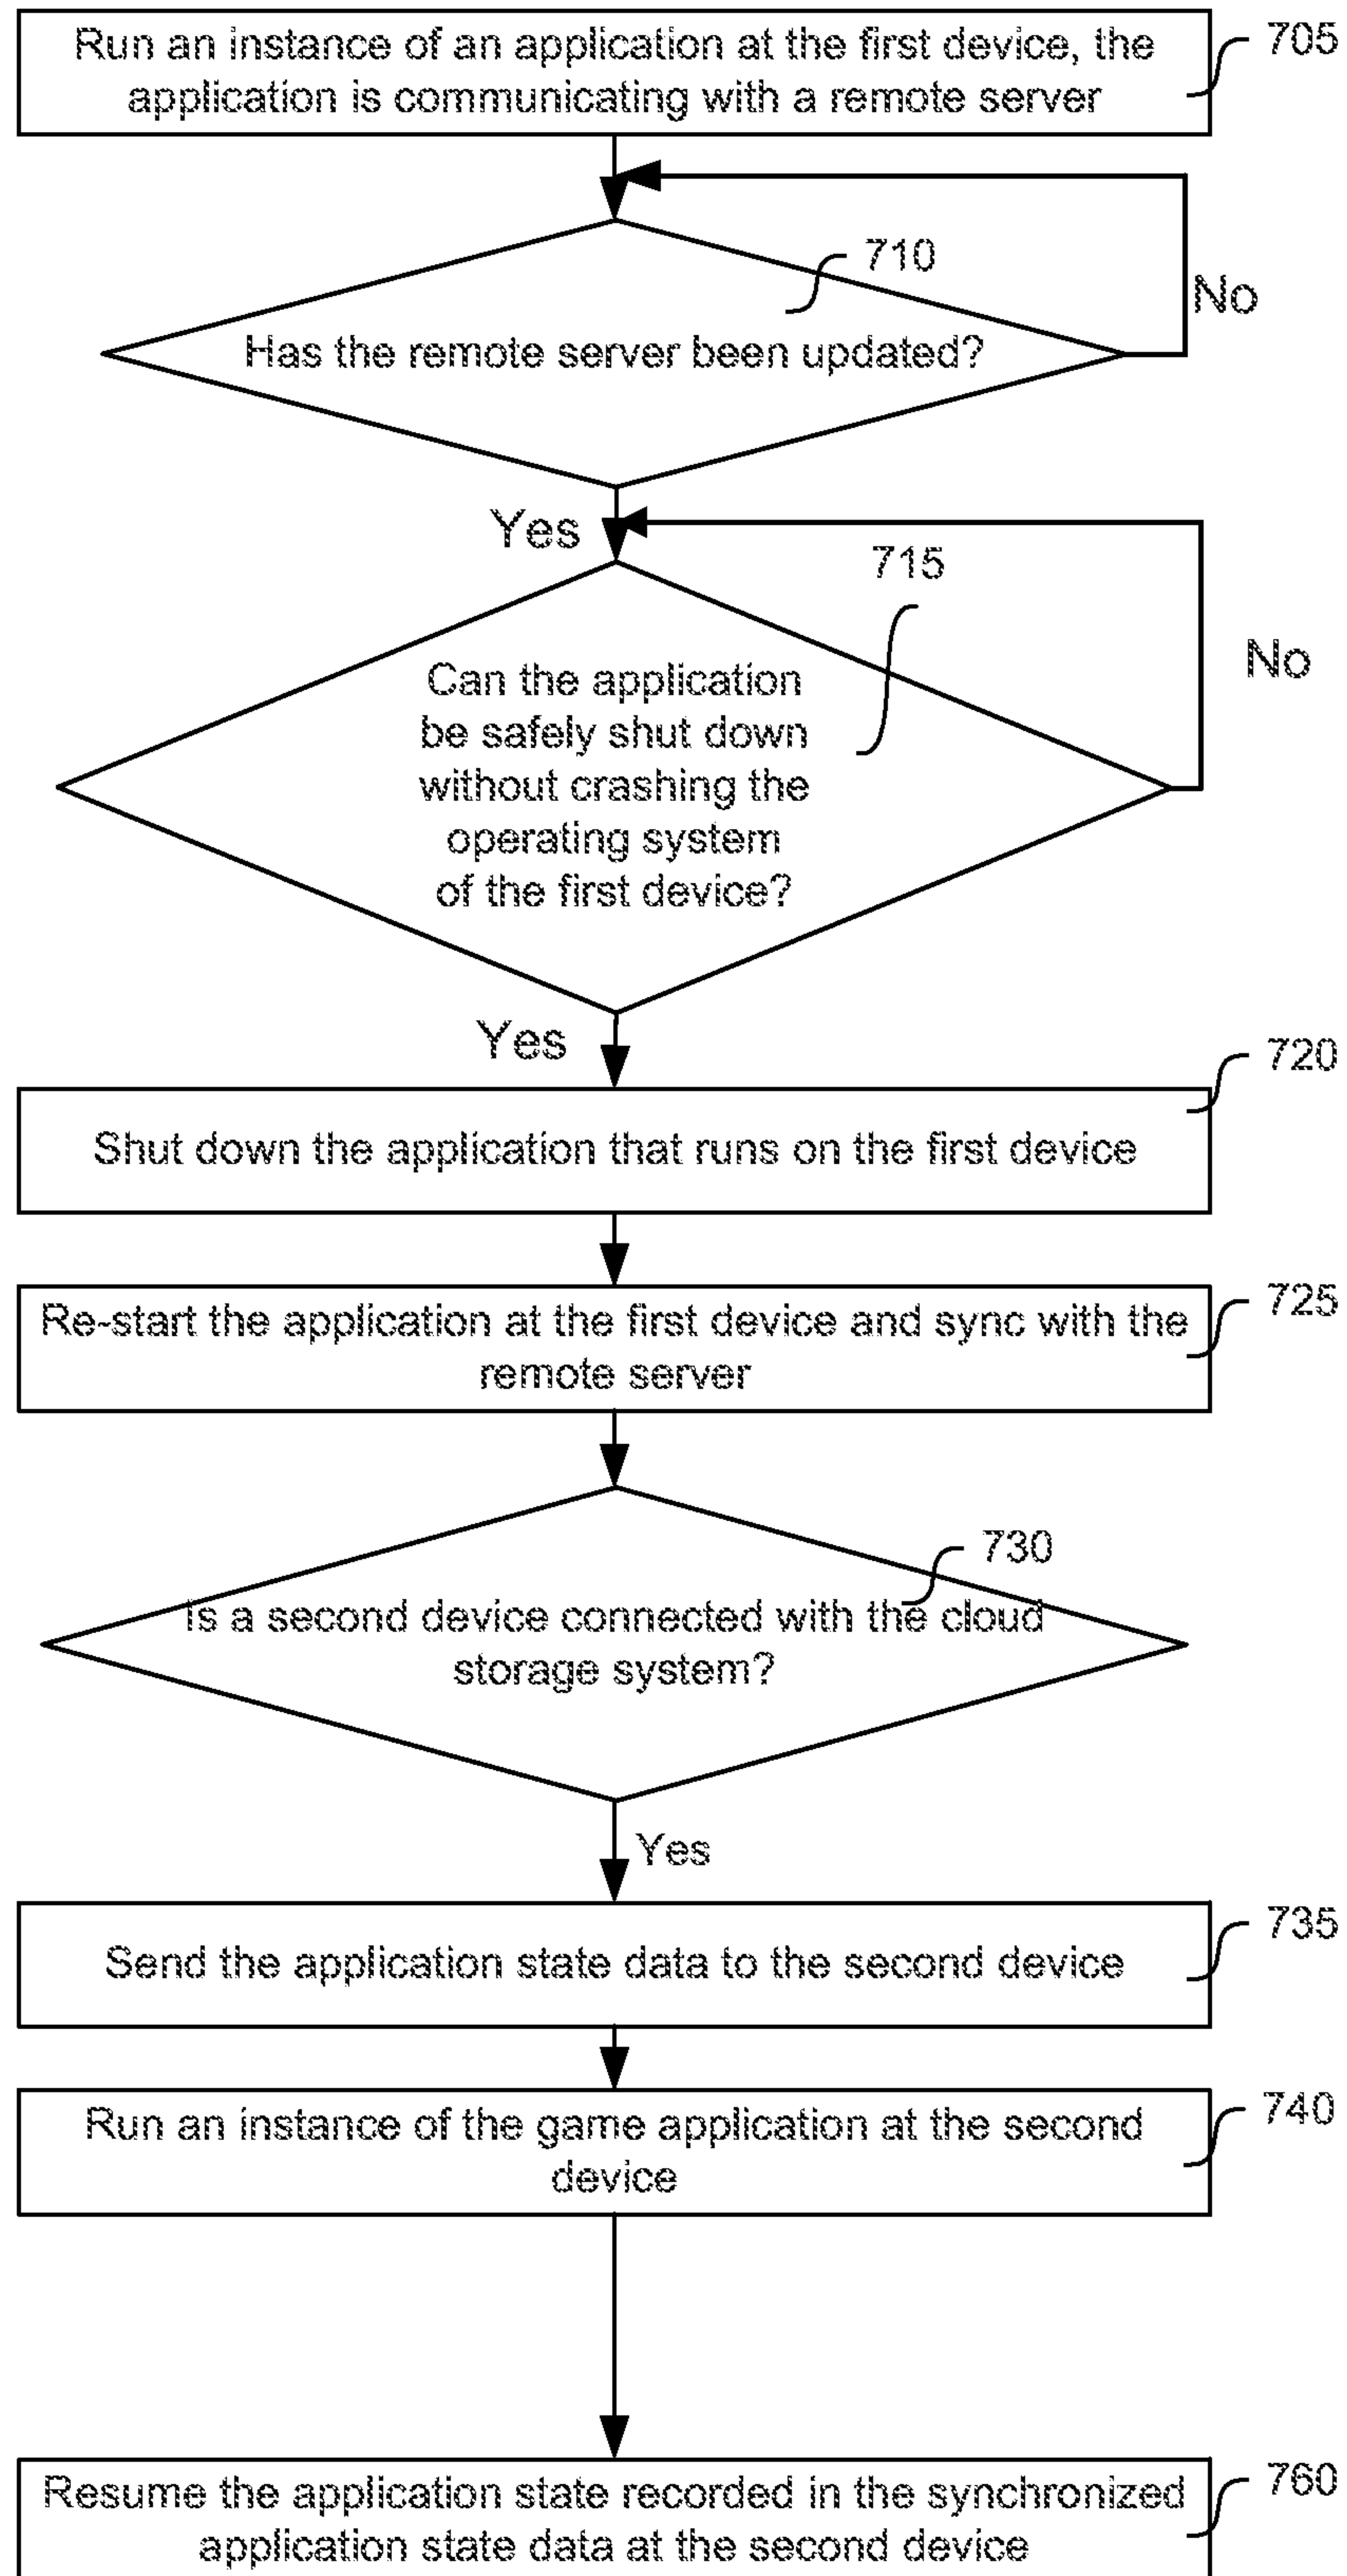 Run an instance of an application at the first device, the
application is communicating with a remote server
705
710
No
Has the remote server been updated?
Yes
715
No
Can the application
be safely shut down
without crashing the
operating system
of the first device?
Yes
720
Shut down the application that runs on the first device
725
Re-start the application at the first device and sync with the
remote server
730
Is a second device connected with the cloud
storage system?
Yes
735
Send the application state data to the second device
740
Run an instance of the game application at the second
device
760
Resume the application state recorded in the synchronized
application state data at the second device